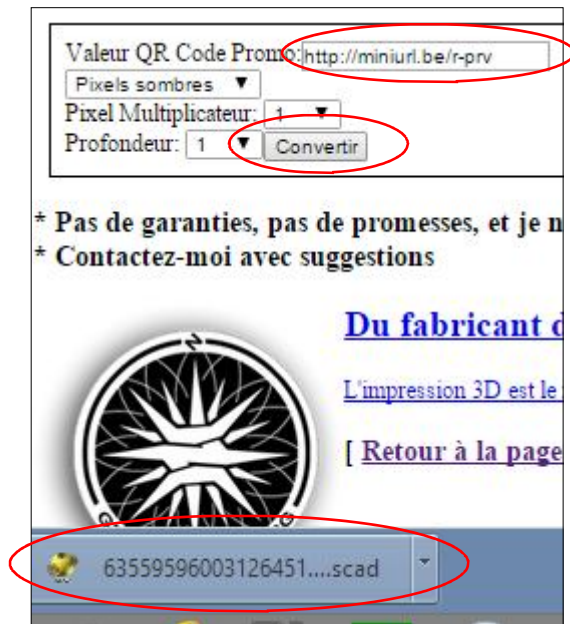 Valeur QR Code Promo: http://miniurl.be/r-prv
Pixels sombres
Pixel Multiplicateur: 1
Profondeur: 1 Convertir
* Pas de garanties, pas de promesses, et je n
* Contactez-moi avec suggestions
Du fabricant d
L'impression 3D est le
[ Retour à la page
N
63559596003126451....scad